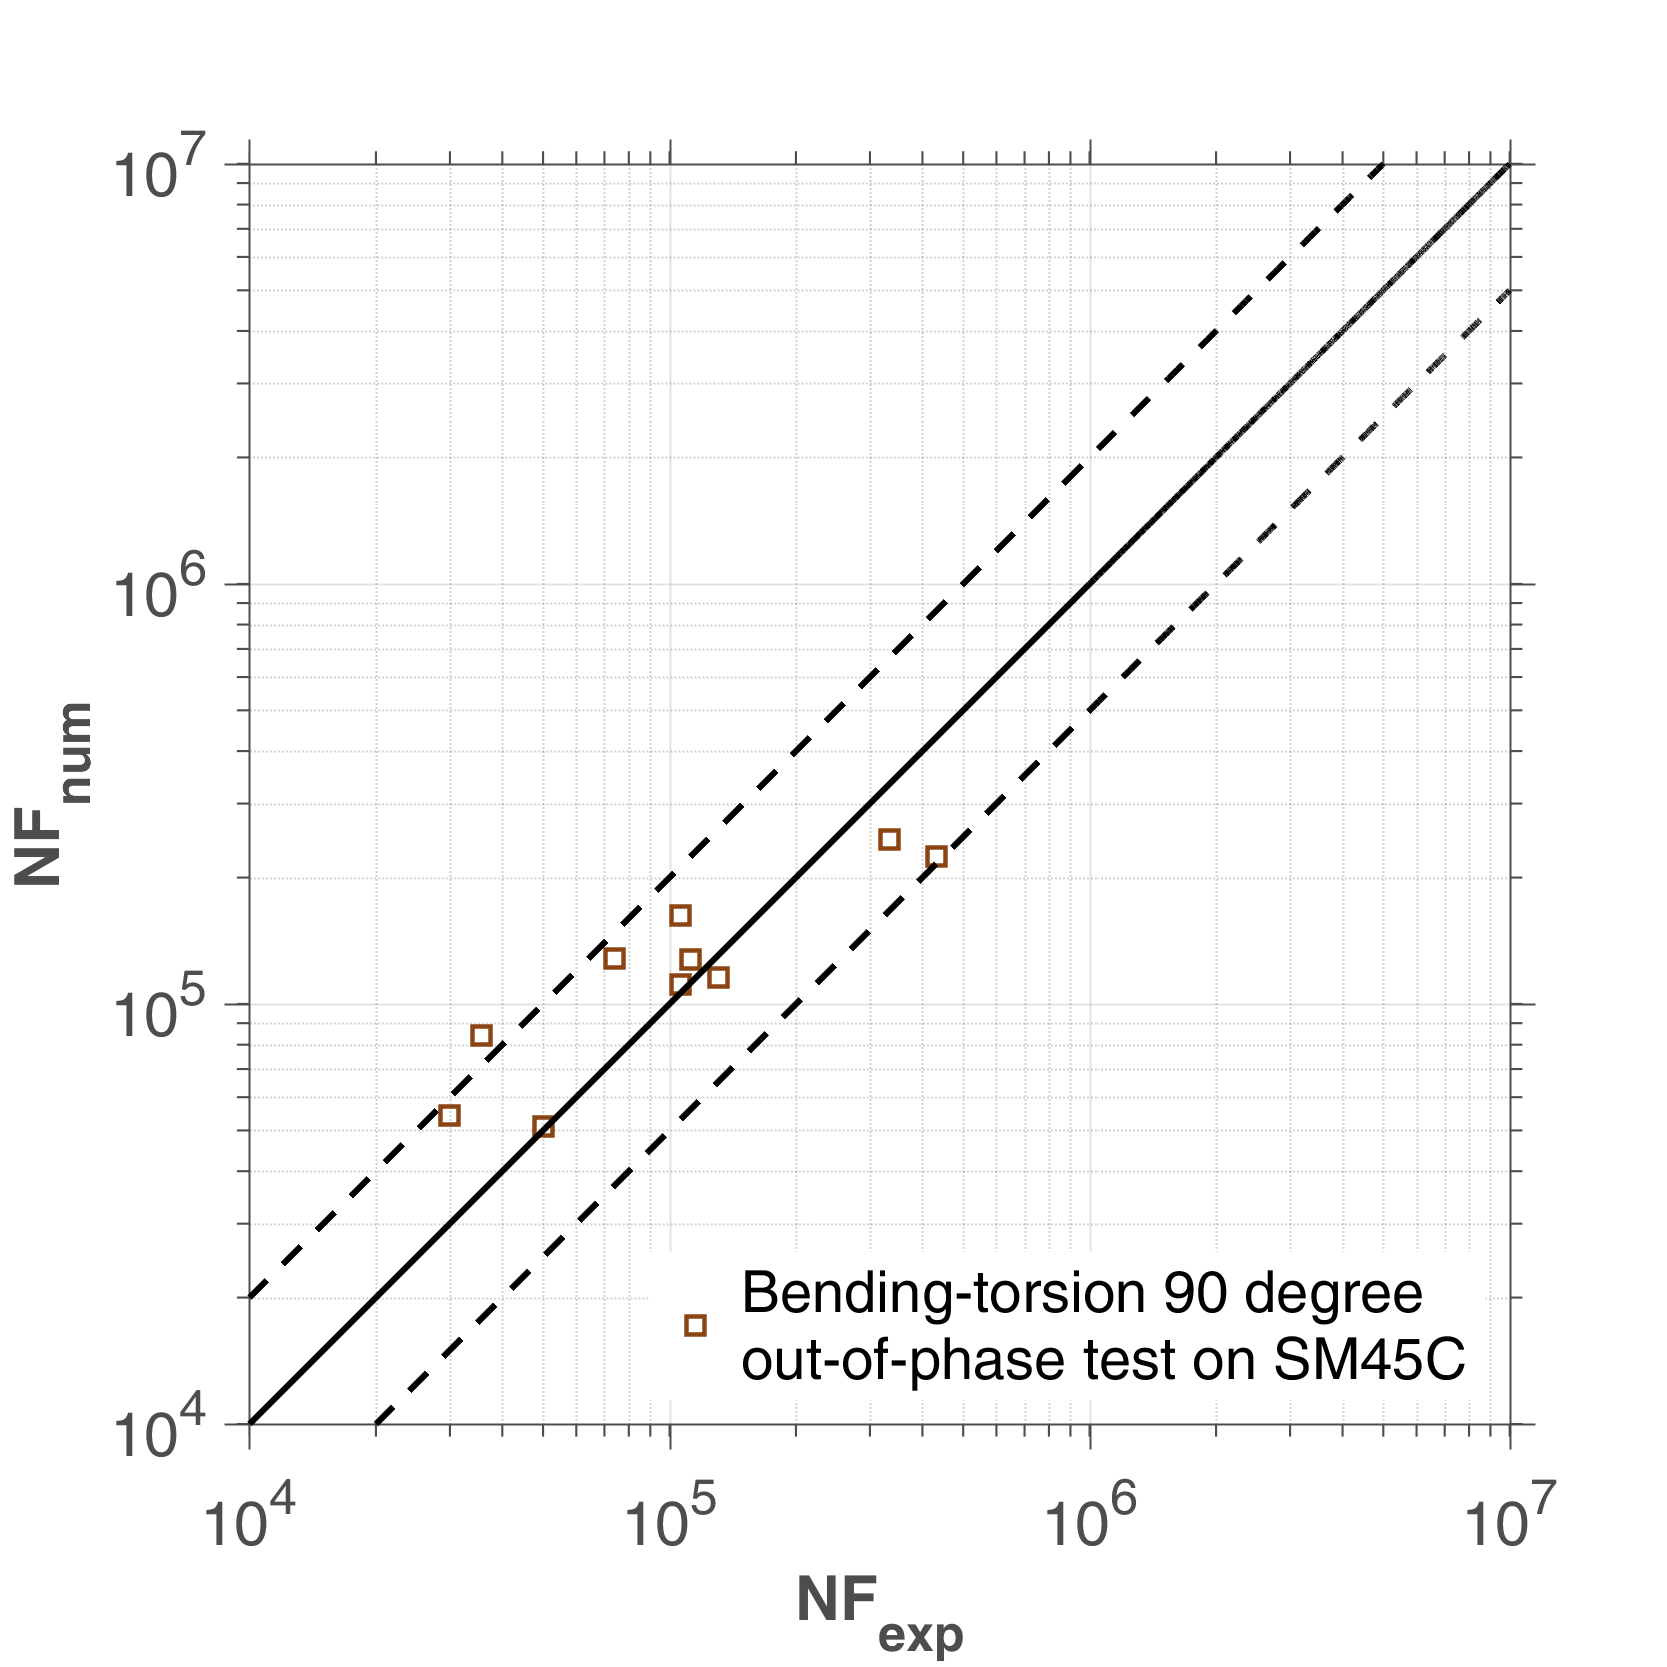 10^7
10^6
10^5
10^4
NF_num
Bending-torsion 90 degree
out-of-phase test on SM45C
10^4 10^5 10^6 10^7
NF_exp